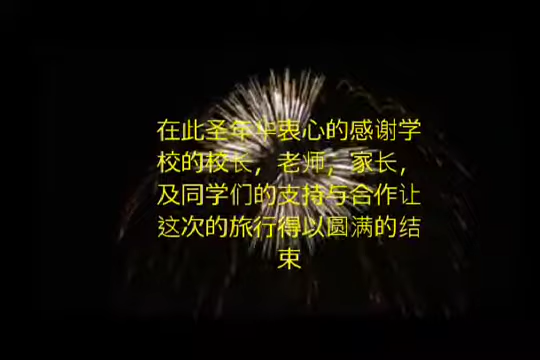 在此圣年华衷心的感谢学
校的校长，老师，家长，
及同学们的支持与合作让
这次的旅行得以圆满的结
束